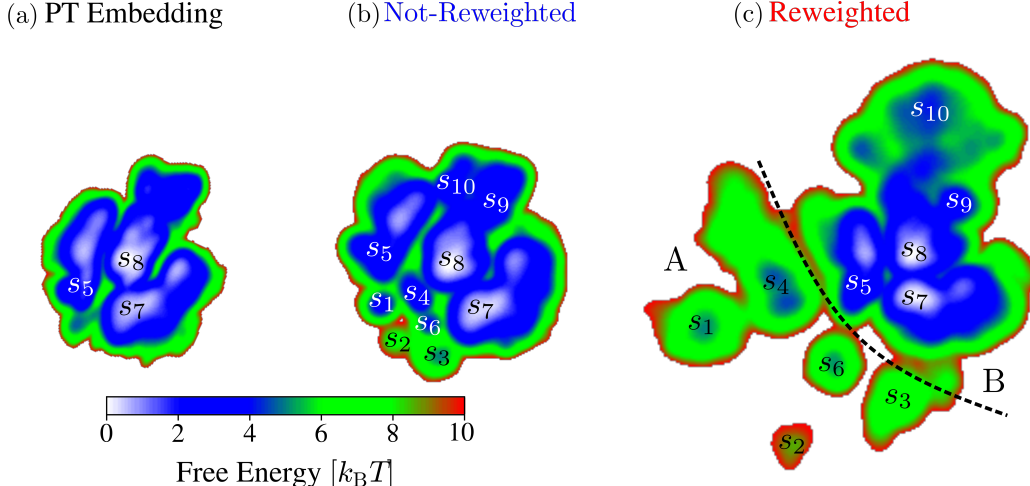 (a) PT Embedding
s5
s8
s7
(b) Not-Reweighted
s10
s9
s5
s8
s1
s4
s7
s6
s2
s3
(c) Reweighted
s10
s9
A
s8
s5
s4
s7
s1
s6
B
s3
s2
0 2 4 6 8 10
Free Energy [kBT]